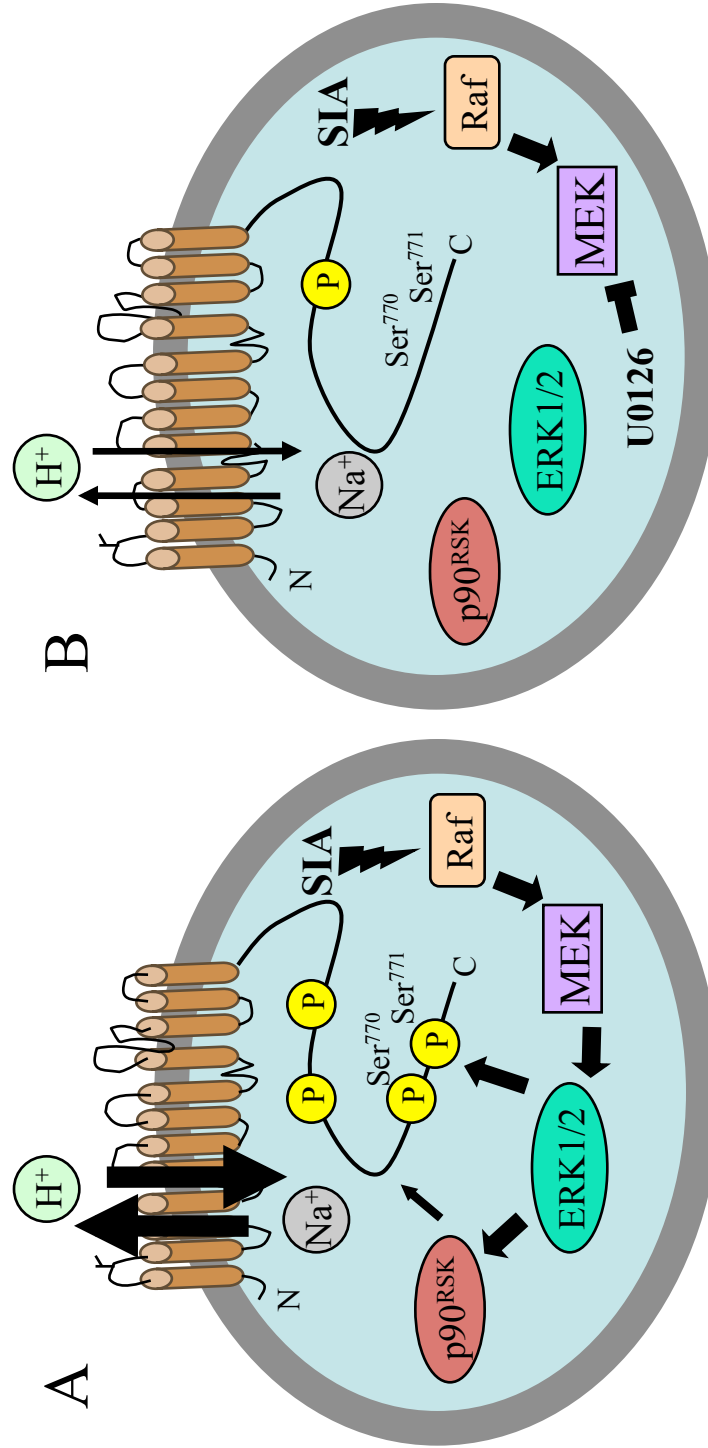 A
H⁺
Na⁺
N
P
P
P
P
Ser⁷⁷⁰
Ser⁷⁷¹
C
SIA
Raf
MEK
ERK1/2
p90ᴿˢᴷ
B
H⁺
Na⁺
N
P
Ser⁷⁷⁰
Ser⁷⁷¹
C
SIA
Raf
MEK
U0126
ERK1/2
p90ᴿˢᴷ